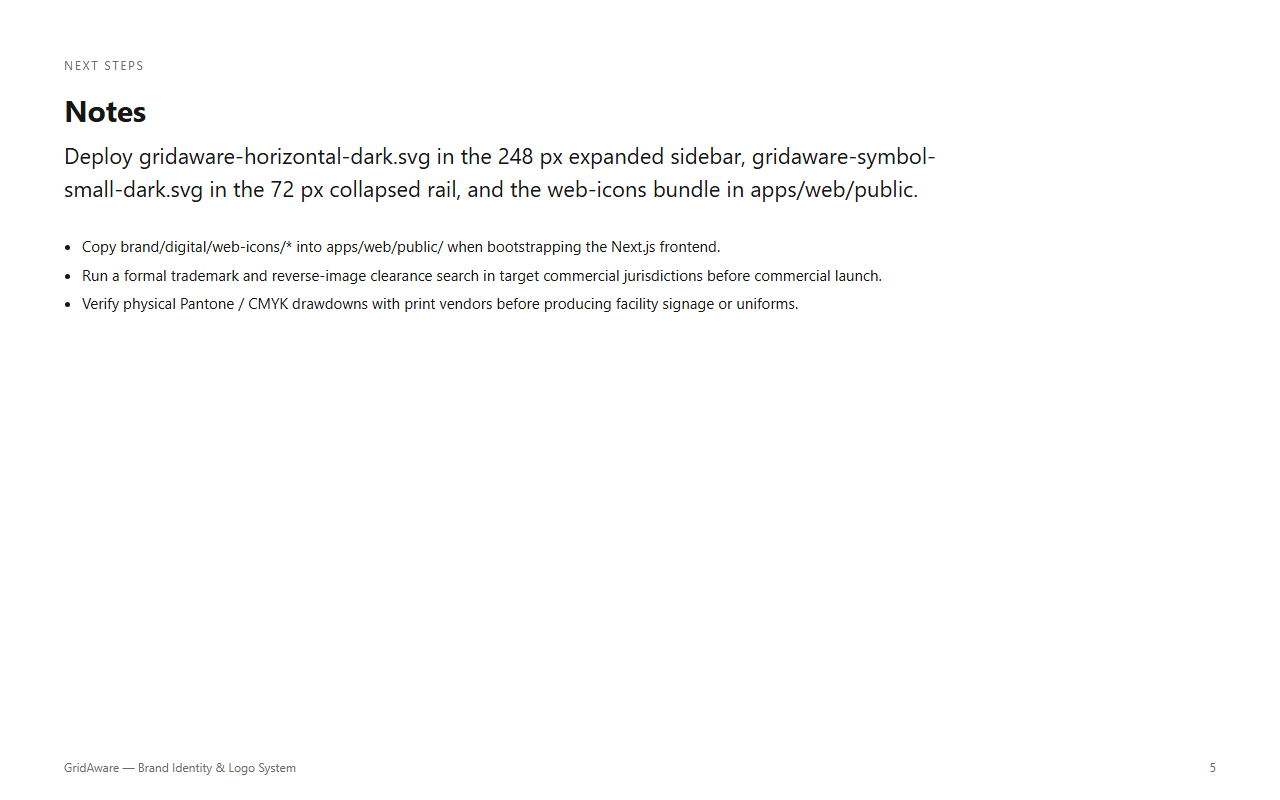 NEXT STEPS
Notes
Deploy gridaware-horizontal-dark.svg in the 248 px expanded sidebar, gridaware-symbol-
small-dark.svg in the 72 px collapsed rail, and the web-icons bundle in apps/web/public.
• Copy brand/digital/web-icons/* into apps/web/public/ when bootstrapping the Next.js frontend.
• Run a formal trademark and reverse-image clearance search in target commercial jurisdictions before commercial launch.
• Verify physical Pantone / CMYK drawdowns with print vendors before producing facility signage or uniforms.
GridAware — Brand Identity & Logo System
5